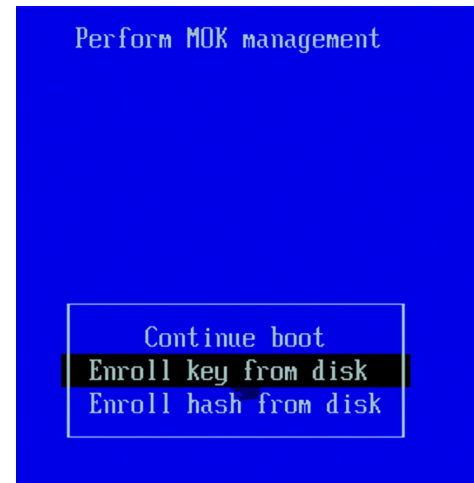 Perform MOK management
Continue boot
Enroll key from disk
Enroll hash from disk